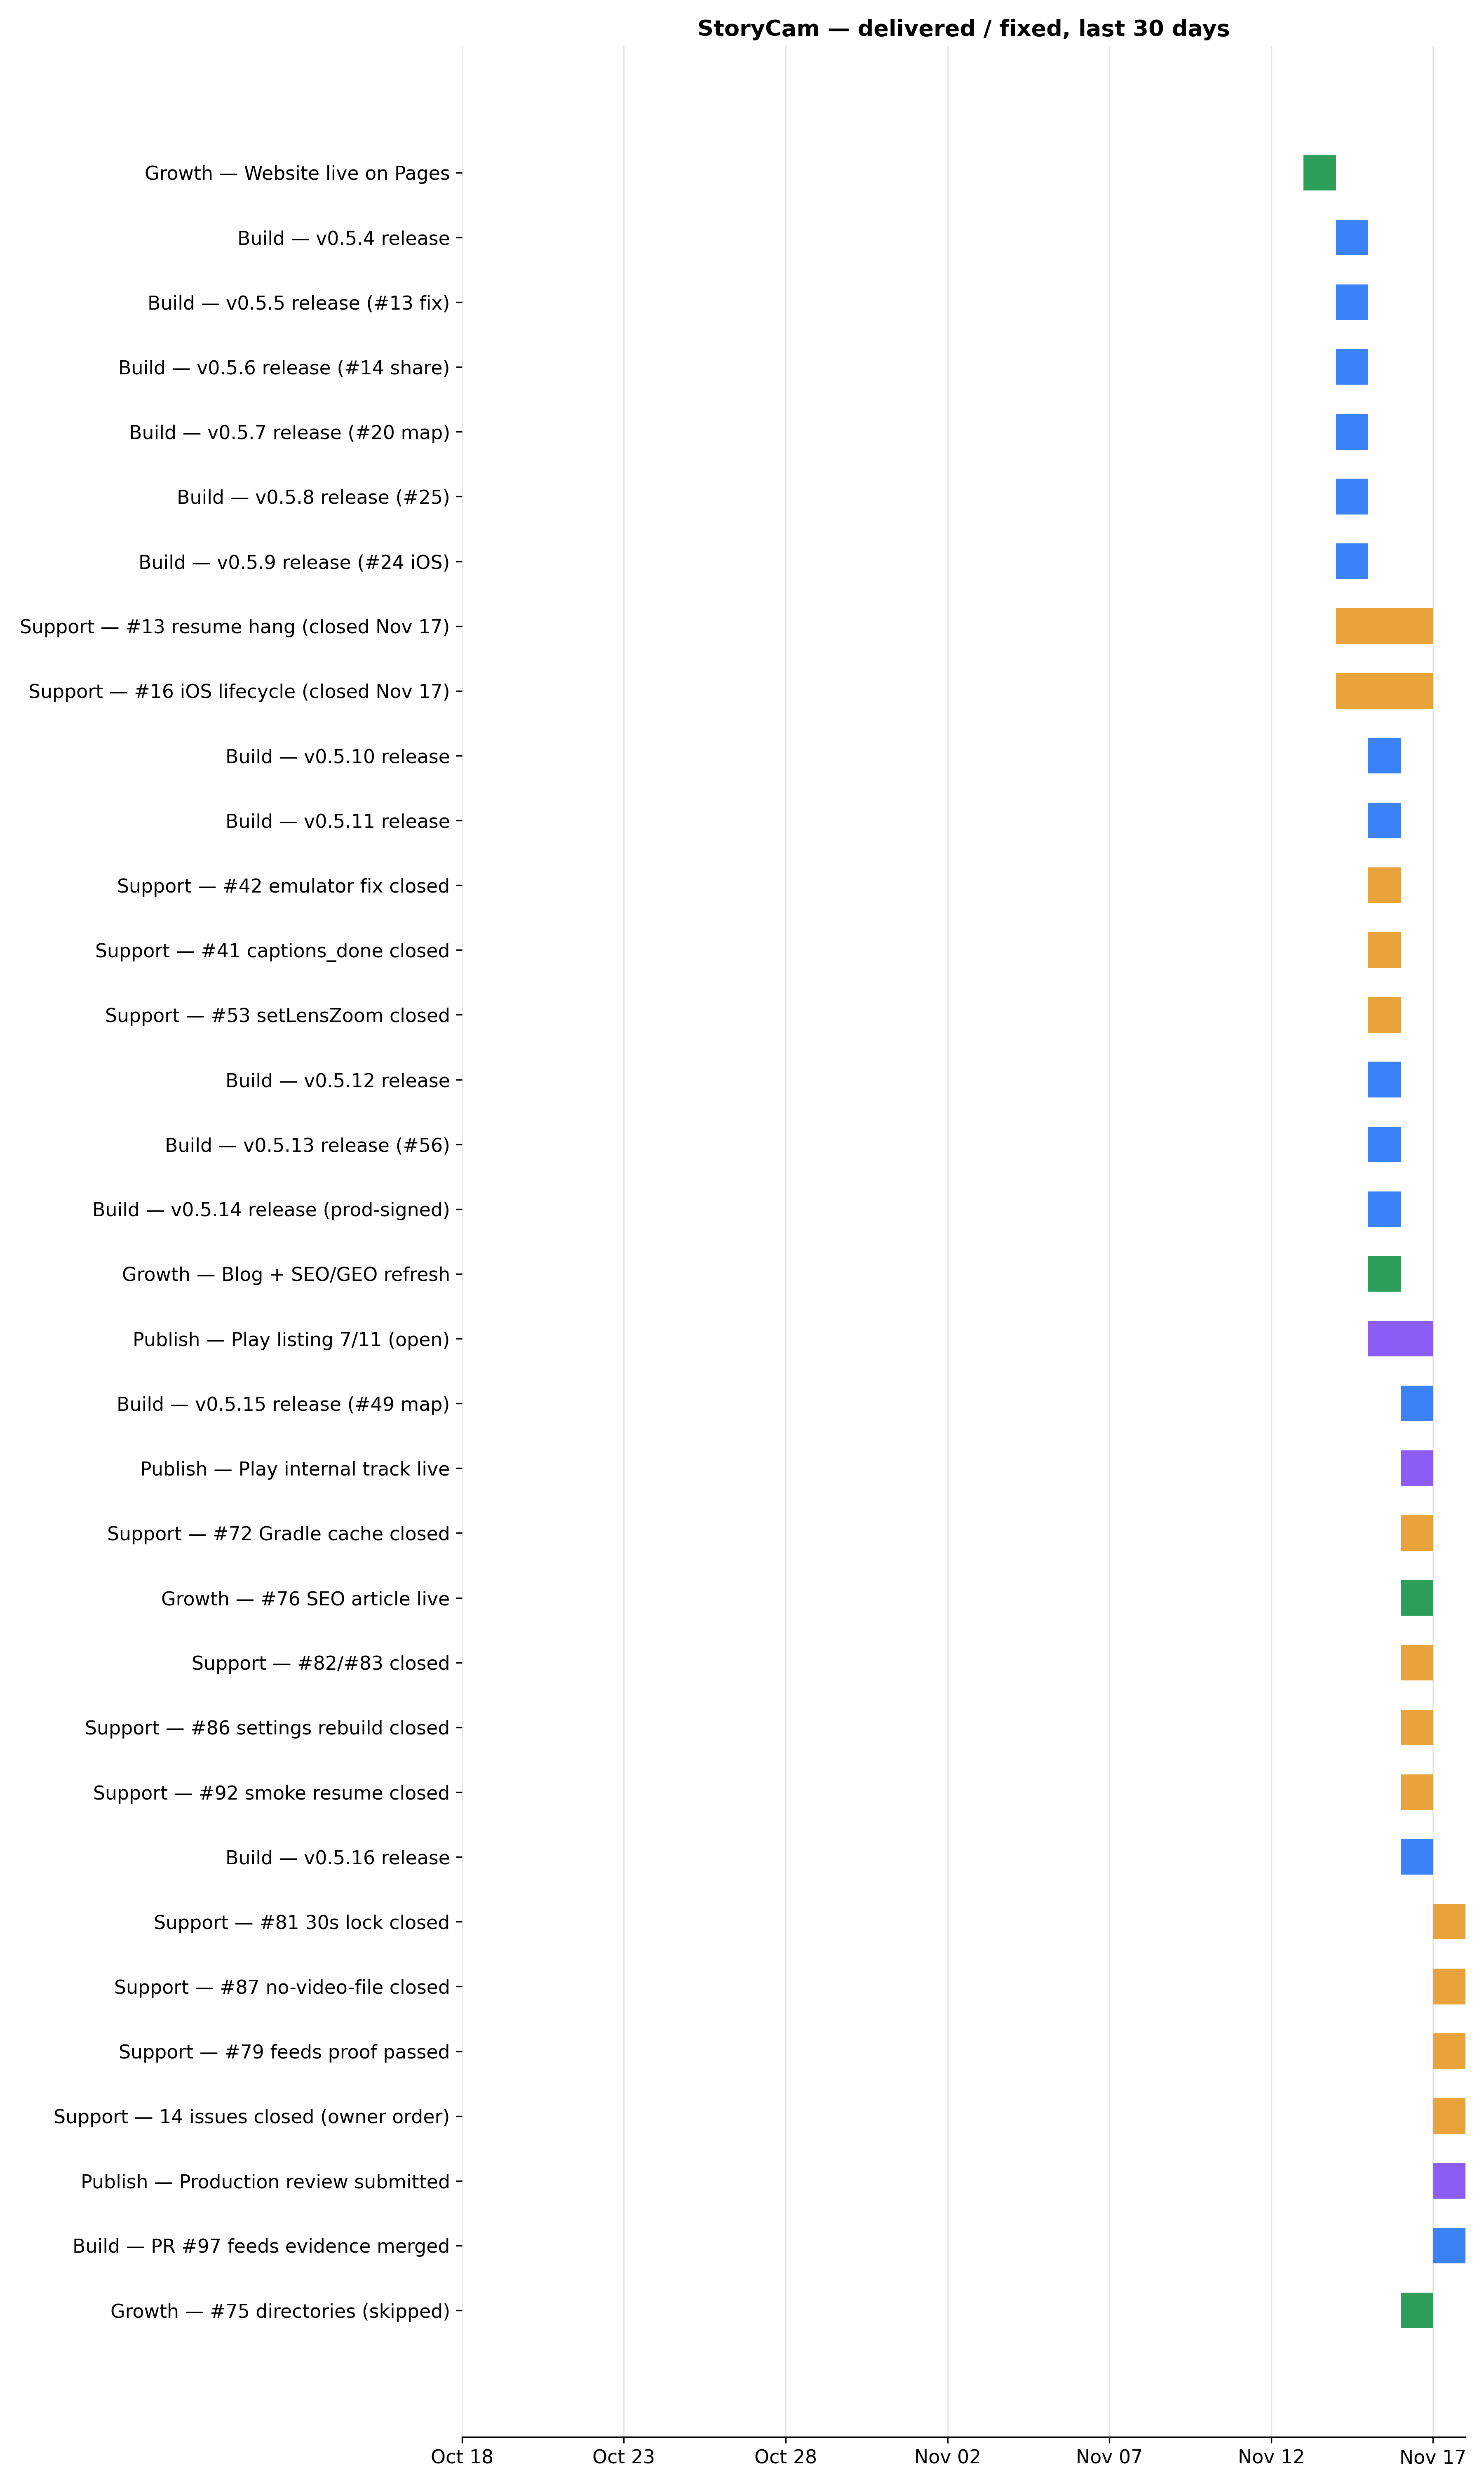 StoryCam — delivered / fixed, last 30 days
Growth — Website live on Pages
Build — v0.5.4 release
Build — v0.5.5 release (#13 fix)
Build — v0.5.6 release (#14 share)
Build — v0.5.7 release (#20 map)
Build — v0.5.8 release (#25)
Build — v0.5.9 release (#24 iOS)
Support — #13 resume hang (closed Nov 17)
Support — #16 iOS lifecycle (closed Nov 17)
Build — v0.5.10 release
Build — v0.5.11 release
Support — #42 emulator fix closed
Support — #41 captions_done closed
Support — #53 setLensZoom closed
Build — v0.5.12 release
Build — v0.5.13 release (#56)
Build — v0.5.14 release (prod-signed)
Growth — Blog + SEO/GEO refresh
Publish — Play listing 7/11 (open)
Build — v0.5.15 release (#49 map)
Publish — Play internal track live
Support — #72 Gradle cache closed
Growth — #76 SEO article live
Support — #82/#83 closed
Support — #86 settings rebuild closed
Support — #92 smoke resume closed
Build — v0.5.16 release
Support — #81 30s lock closed
Support — #87 no-video-file closed
Support — #79 feeds proof passed
Support — 14 issues closed (owner order)
Publish — Production review submitted
Build — PR #97 feeds evidence merged
Growth — #75 directories (skipped)
Oct 18 Oct 23 Oct 28 Nov 02 Nov 07 Nov 12 Nov 17